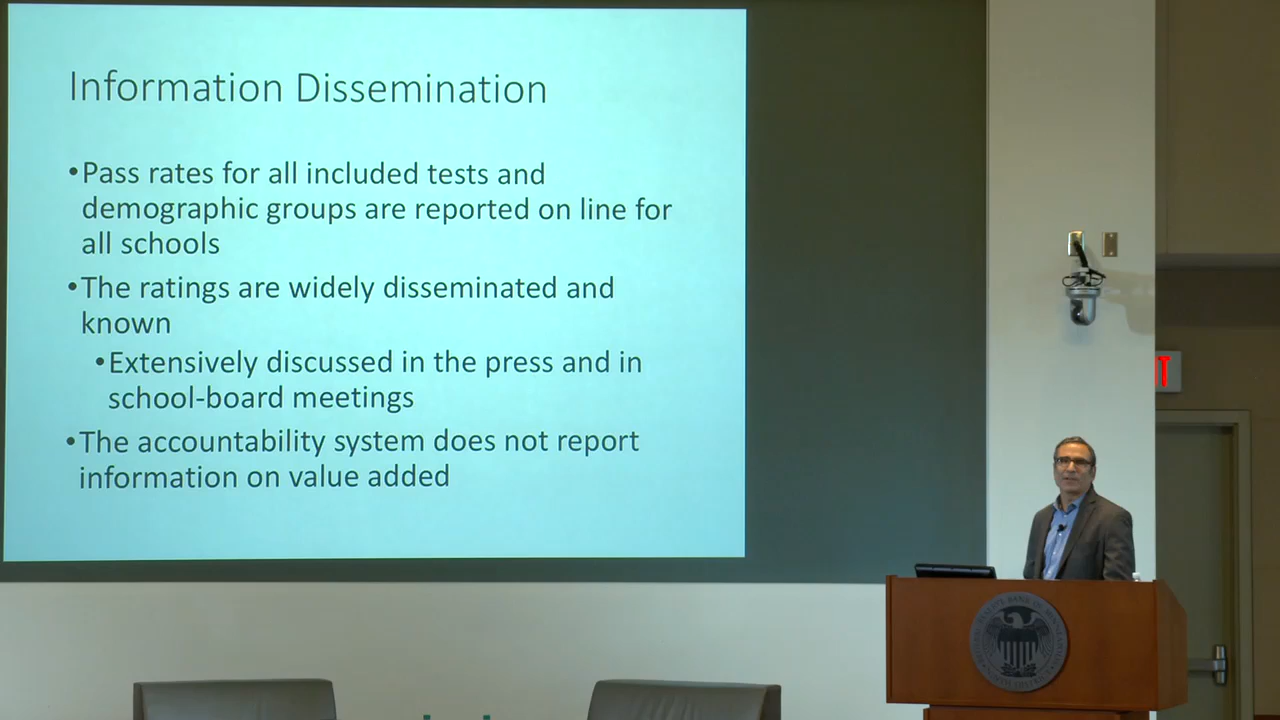 Information Dissemination
•Pass rates for all included tests and
demographic groups are reported on line for
all schools
•The ratings are widely disseminated and
known
•Extensively discussed in the press and in
school-board meetings
•The accountability system does not report
information on value added